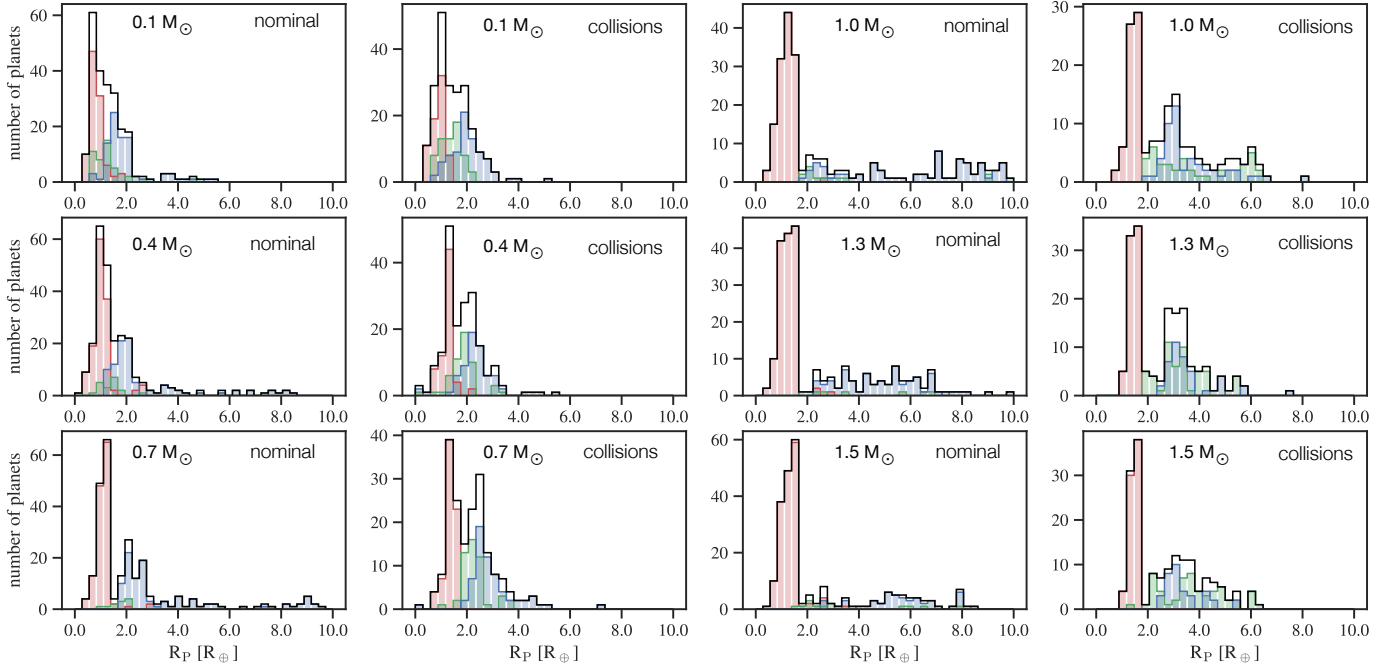 number of planets
60
40
20
0
0.1 M⊙ nominal
0.0 2.0 4.0 6.0 8.0 10.0
40
20
0
0.1 M⊙ collisions
0.0 2.0 4.0 6.0 8.0 10.0
40
20
0
1.0 M⊙ nominal
0.0 2.0 4.0 6.0 8.0 10.0
30
20
10
0
1.0 M⊙ collisions
0.0 2.0 4.0 6.0 8.0 10.0
number of planets
60
40
20
0
0.4 M⊙ nominal
0.0 2.0 4.0 6.0 8.0 10.0
40
20
0
0.4 M⊙ collisions
0.0 2.0 4.0 6.0 8.0 10.0
40
20
0
1.3 M⊙ nominal
0.0 2.0 4.0 6.0 8.0 10.0
30
20
10
0
1.3 M⊙ collisions
0.0 2.0 4.0 6.0 8.0 10.0
number of planets
60
40
20
0
0.7 M⊙ nominal
0.0 2.0 4.0 6.0 8.0 10.0
R_P [R⊕]
40
30
20
10
0
0.7 M⊙ collisions
0.0 2.0 4.0 6.0 8.0 10.0
R_P [R⊕]
60
40
20
0
1.5 M⊙ nominal
0.0 2.0 4.0 6.0 8.0 10.0
R_P [R⊕]
30
20
10
0
1.5 M⊙ collisions
0.0 2.0 4.0 6.0 8.0 10.0
R_P [R⊕]